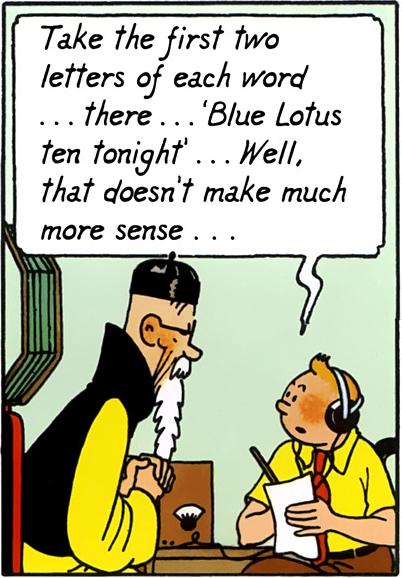 Take the first two
letters of each word
. . . there . . . ‘Blue Lotus
ten tonight’ . . . Well,
that doesn't make much
more sense . . .